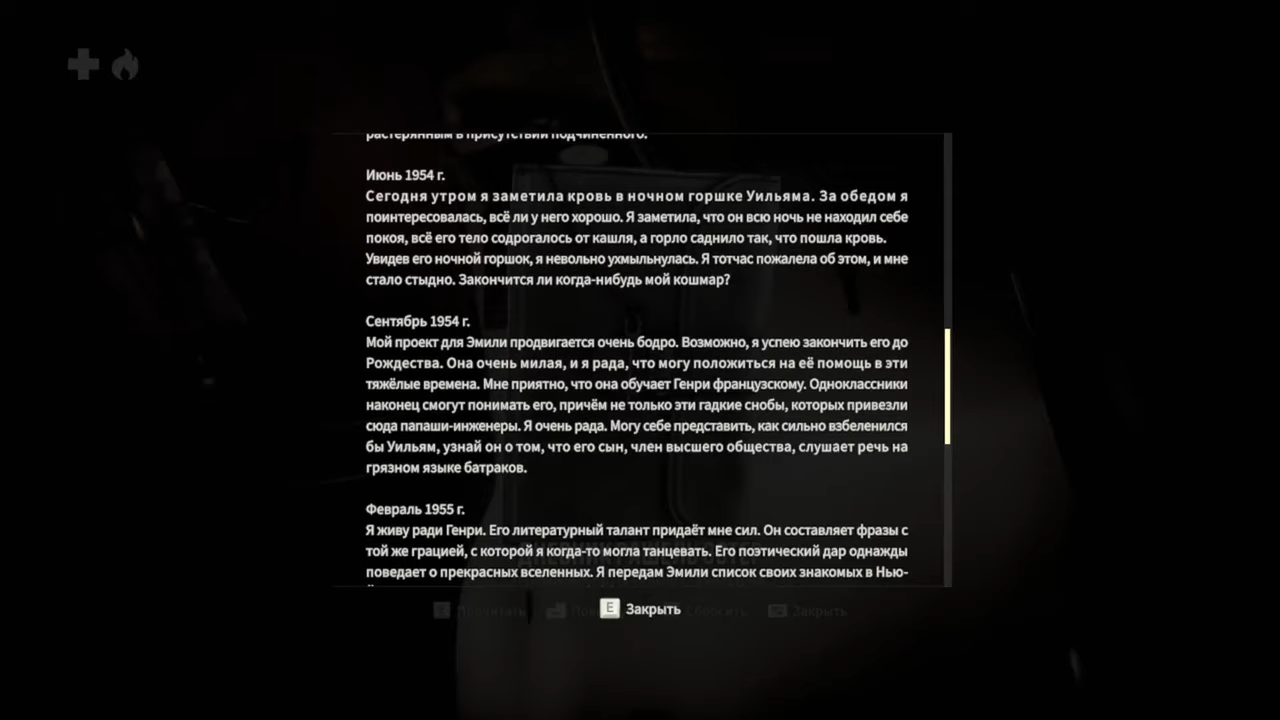 растерянным в присутствии подчинённого.
Июнь 1954 г.
Сегодня утром я заметила кровь в ночном горшке Уильяма. За обедом я
поинтересовалась, всё ли у него хорошо. Я заметила, что он всю ночь не находил себе
покоя, всё его тело содрогалось от кашля, а горло саднило так, что пошла кровь.
Увидев его ночной горшок, я невольно ухмыльнулась. Я тотчас пожалела об этом, и мне
стало стыдно. Закончится ли когда-нибудь мой кошмар?
Сентябрь 1954 г.
Мой проект для Эмили продвигается очень бодро. Возможно, я успею закончить его до
Рождества. Она очень милая, и я рада, что могу положиться на её помощь в эти
тяжёлые времена. Мне приятно, что она обучает Генри французскому. Одноклассники
наконец смогут понимать его, причём не только эти гадкие снобы, которых привезли
сюда папаши-инженеры. Я очень рада. Могу себе представить, как сильно взбеленился
бы Уильям, узнай он о том, что его сын, член высшего общества, слушает речь на
грязном языке батраков.
Февраль 1955 г.
Я живу ради Генри. Его литературный талант придаёт мне сил. Он составляет фразы с
той же грацией, с которой я когда-то могла танцевать. Его поэтический дар однажды
поведает о прекрасных вселенных. Я передам Эмили список своих знакомых в Нью-
E Прочитать Сбросить Закрыть
E Закрыть